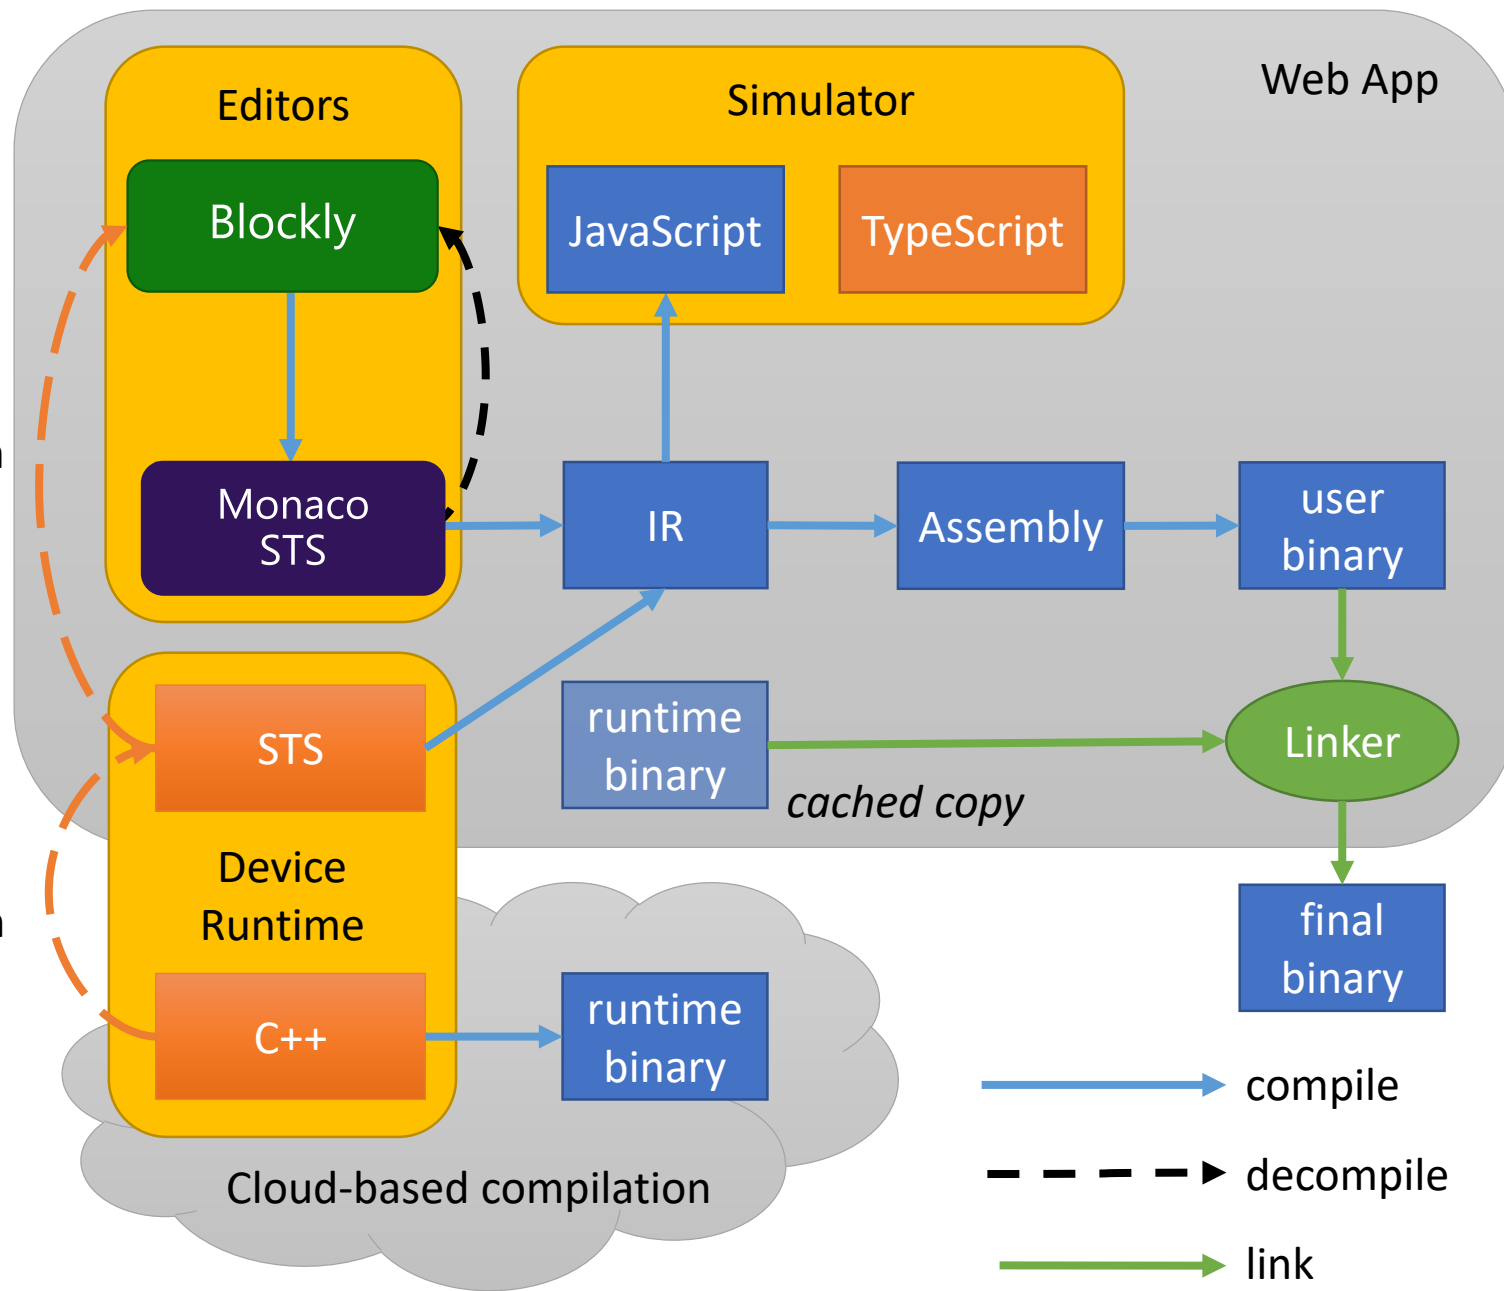 Web App
Editors
Simulator
Blockly
JavaScript
TypeScript
Monaco
STS
IR
Assembly
user
binary
STS
runtime
binary
cached copy
Linker
Device
Runtime
final
binary
C++
runtime
binary
Cloud-based compilation
compile
decompile
link